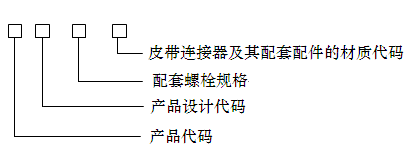 皮带连接器及其配套配件的材质代码
配套螺栓规格
产品设计代码
产品代码